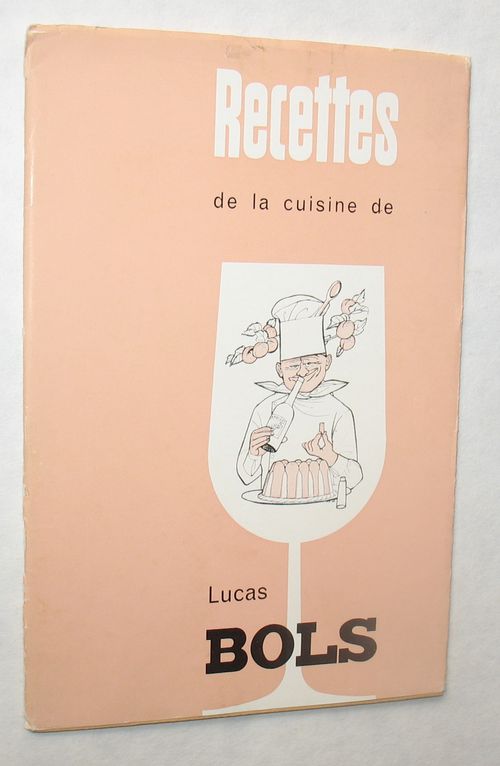 Recettes
de la cuisine de
Lucas
BOLS